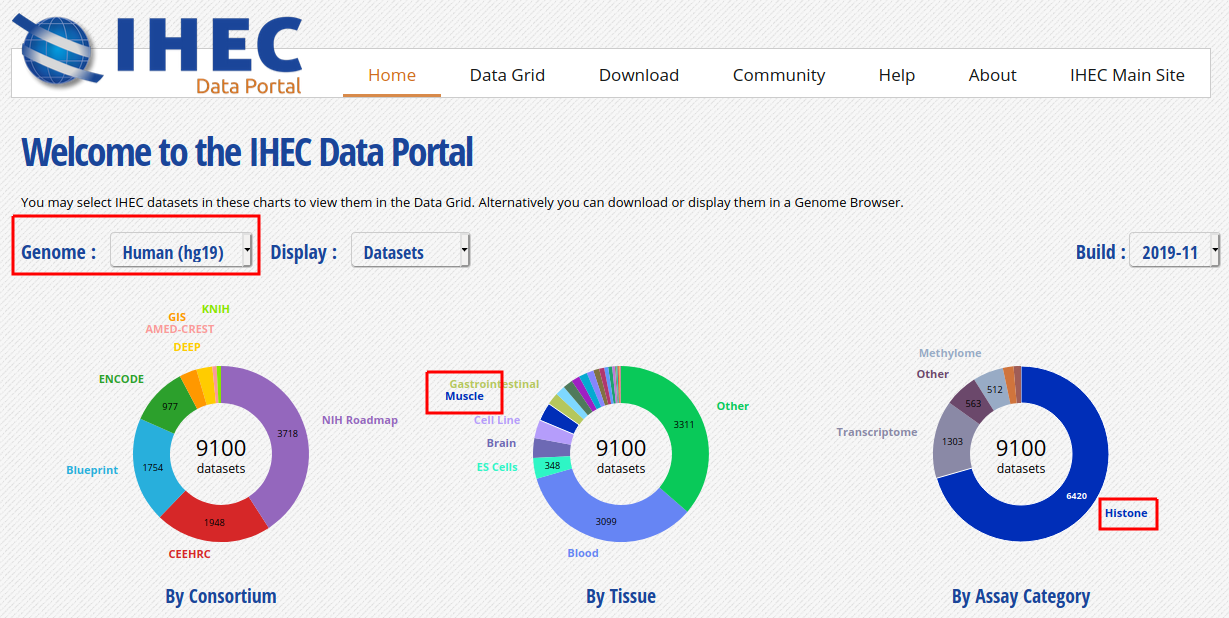 IHEC
Data Portal
Home Data Grid Download Community Help About IHEC Main Site
Welcome to the IHEC Data Portal
You may select IHEC datasets in these charts to view them in the Data Grid. Alternatively you can download or display them in a Genome Browser.
Genome : Human (hg19) Display : Datasets Build : 2019-11
KNIH
GIS
AMED-CREST
DEEP
ENCODE
977
NIH Roadmap
3718
9100
datasets
Blueprint
1754
1948
CEEHRC
By Consortium
Gastrointestinal
Muscle
Other
3311
Cell Line
Brain
9100
datasets
ES Cells
348
3099
Blood
By Tissue
Methylome
Other
512
563
Transcriptome
1303
9100
datasets
6420
Histone
By Assay Category